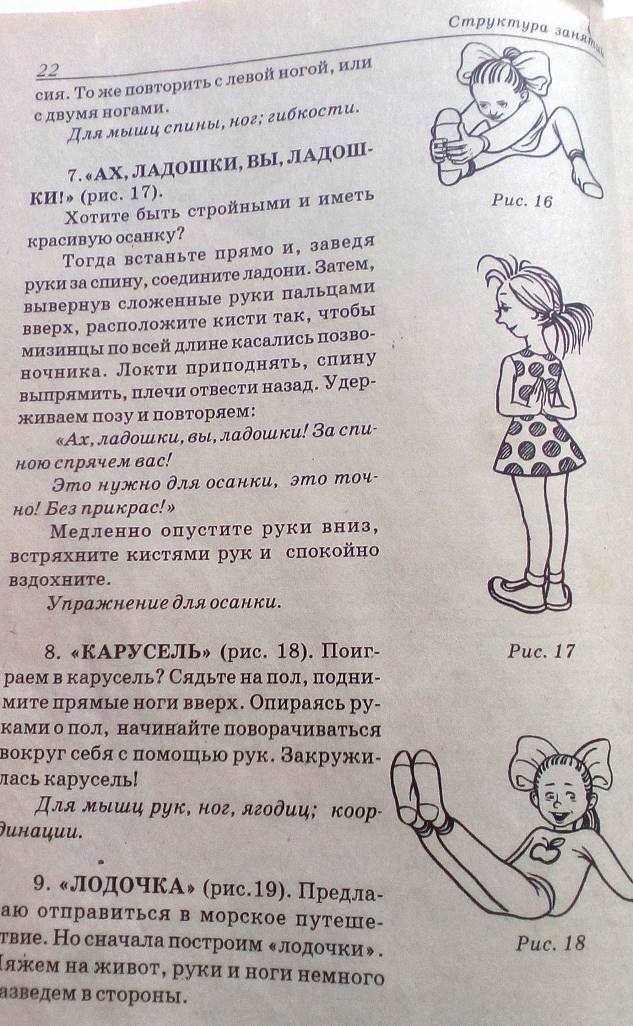 22
Структура занятий
сия. То же повторить с левой ногой, или
с двумя ногами.
Для мышц спины, ног; гибкости.
7. «АХ, ЛАДОШКИ, ВЫ, ЛАДОШ-
КИ!» (рис. 17).
Хотите быть стройными и иметь
красивую осанку?
Тогда встаньте прямо и, заведя
руки за спину, соедините ладони. Затем,
вывернув сложенные руки пальцами
вверх, расположите кисти так, чтобы
мизинцы по всей длине касались позво-
ночника. Локти приподнять, спину
выпрямить, плечи отвести назад. Удер-
живаем позу и повторяем:
«Ах, ладошки, вы, ладошки! За спи-
ною спрячем вас!
Это нужно для осанки, это точ-
но! Без прикрас!»
Медленно опустите руки вниз,
встряхните кистями рук и спокойно
вздохните.
Упражнение для осанки.
8. «КАРУСЕЛЬ» (рис. 18). Поиг-
раем в карусель? Сядьте на пол, подни-
мите прямые ноги вверх. Опираясь ру-
ками о пол, начинайте поворачиваться
вокруг себя с помощью рук. Закружи-
лась карусель!
Для мышц рук, ног, ягодиц; коор-
динации.
9. «ЛОДОЧКА» (рис.19). Предла-
аю отправиться в морское путеше-
твие. Но сначала построим «лодочки».
Ляжем на живот, руки и ноги немного
азведем в стороны.
Рис. 16
Рис. 17
Рис. 18